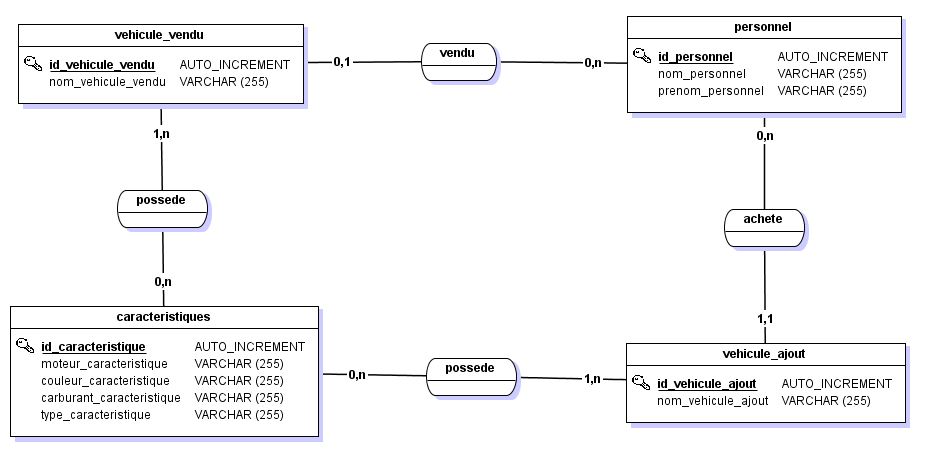 vehicule_vendu
id_vehicule_vendu AUTO_INCREMENT
nom_vehicule_vendu VARCHAR (255)
0,1
vendu
0,n
personnel
id_personnel AUTO_INCREMENT
nom_personnel VARCHAR (255)
prenom_personnel VARCHAR (255)
1,n
possede
0,n
0,n
achete
1,1
caracteristiques
id_caracteristique AUTO_INCREMENT
moteur_caracteristique VARCHAR (255)
couleur_caracteristique VARCHAR (255)
carburant_caracteristique VARCHAR (255)
type_caracteristique VARCHAR (255)
0,n
possede
1,n
vehicule_ajout
id_vehicule_ajout AUTO_INCREMENT
nom_vehicule_ajout VARCHAR (255)